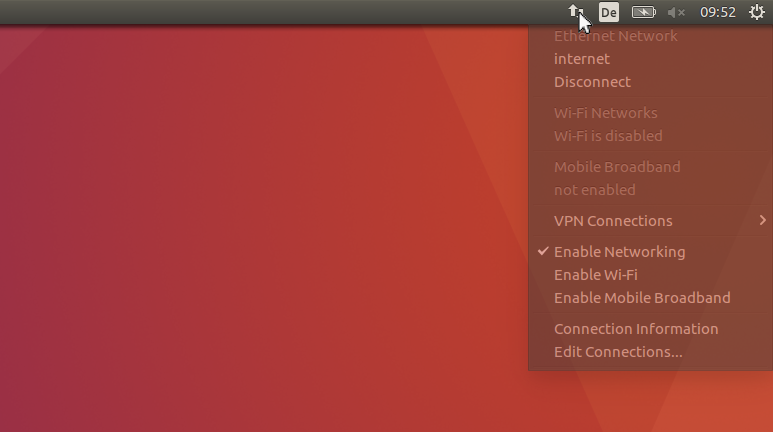 De
09:52
Ethernet Network
internet
Disconnect
Wi-Fi Networks
Wi-Fi is disabled
Mobile Broadband
not enabled
VPN Connections
Enable Networking
Enable Wi-Fi
Enable Mobile Broadband
Connection Information
Edit Connections...